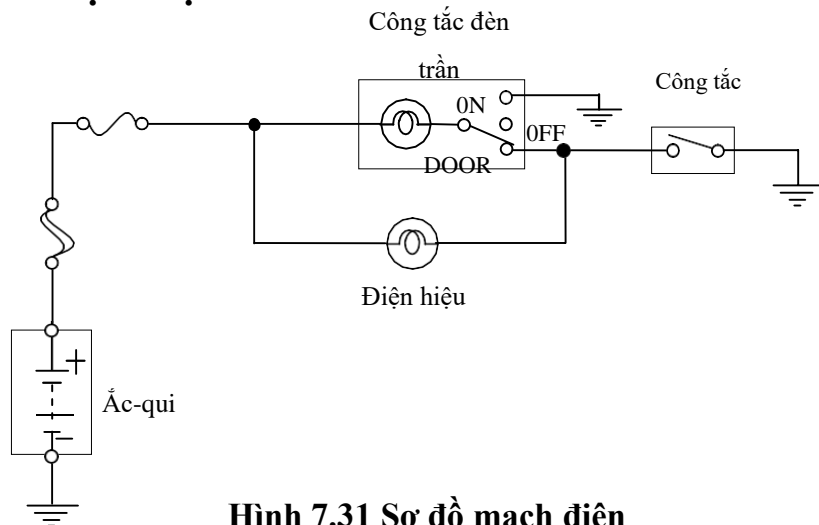 Công tắc đèn
trần
Công tắc
0N
0FF
DOOR
Điện hiệu
+
Ắc-qui
−
Hình 7.31 Sơ đồ mạch điện